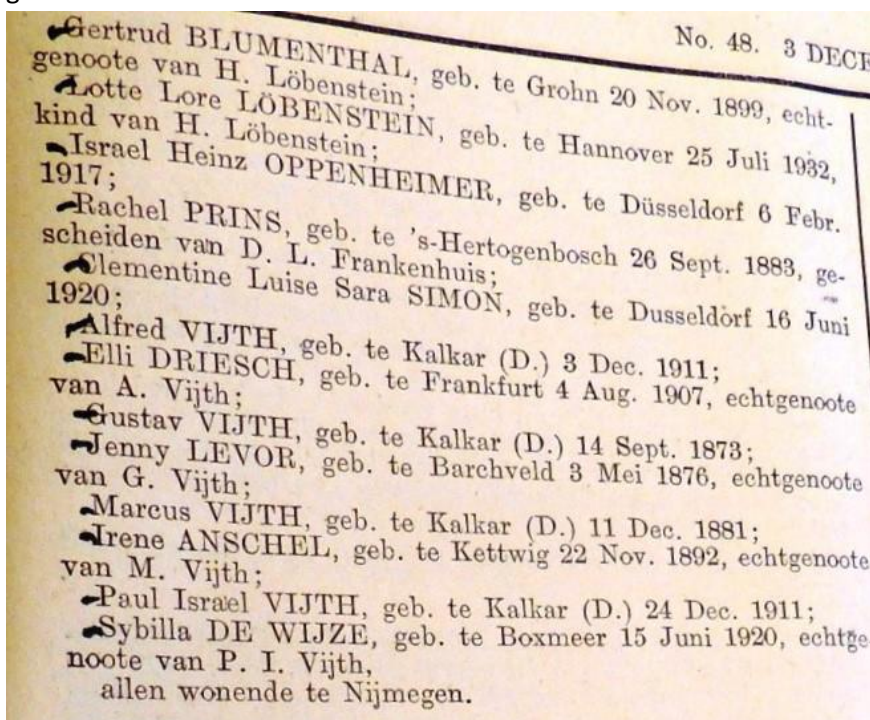 g
No. 48. 3 DECE
Gertrud BLUMENTHAL, geb. te Grohn 20 Nov. 1899, echt-
genoote van H. Löbenstein;
Lotte Lore LÖBENSTEIN, geb. te Hannover 25 Juli 1932,
kind van H. Löbenstein;
Israel Heinz OPPENHEIMER, geb. te Düsseldorf 6 Febr.
1917;
Rachel PRINS, geb. te 's-Hertogenbosch 26 Sept. 1883, ge-
scheiden van D. L. Frankenhuis;
Clementine Luise Sara SIMON, geb. te Dusseldorf 16 Juni
1920;
Alfred VIJTH, geb. te Kalkar (D.) 3 Dec. 1911;
Elli DRIESCH, geb. te Frankfurt 4 Aug. 1907, echtgenoote
van A. Vijth;
Gustav VIJTH, geb. te Kalkar (D.) 14 Sept. 1873;
Jenny LEVOR, geb. te Barchveld 3 Mei 1876, echtgenoote
van G. Vijth;
Marcus VIJTH, geb. te Kalkar (D.) 11 Dec. 1881;
Irene ANSCHEL, geb. te Kettwig 22 Nov. 1892, echtgenoote
van M. Vijth;
Paul Israel VIJTH, geb. te Kalkar (D.) 24 Dec. 1911;
Sybilla DE WIJZE, geb. te Boxmeer 15 Juni 1920, echtge-
noote van P. I. Vijth,
allen wonende te Nijmegen.